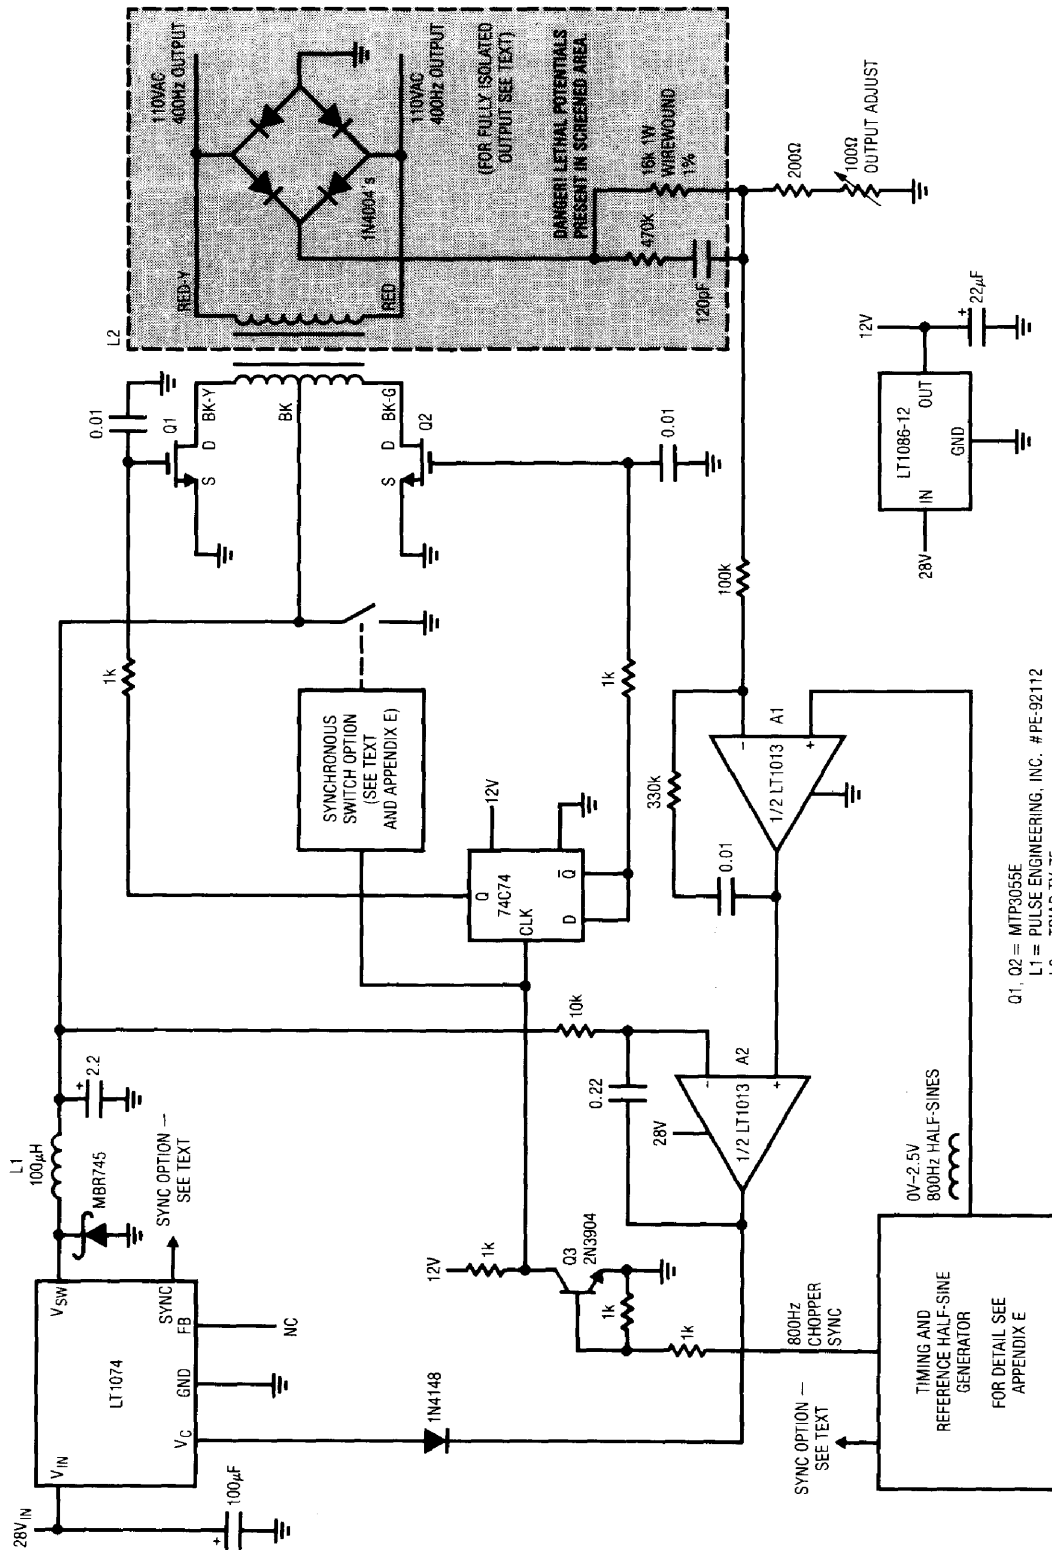 28VIN
100µF
VIN
LT1074
VSW
VC
GND
FB
SYNC
NC
SYNC OPTION —
SEE TEXT
MBR745
L1
100µH
2.2
1N4148
12V
1k
Q3
2N3904
1k
1k
800Hz
CHOPPER
SYNC
SYNC OPTION —
SEE TEXT
TIMING AND
REFERENCE HALF-SINE
GENERATOR
FOR DETAIL SEE
APPENDIX E
0V–2.5V
800Hz HALF-SINES
10k
0.22
28V
A2
1/2 LT1013
-
+
SYNCHRONOUS
SWITCH OPTION
(SEE TEXT
AND APPENDIX E)
12V
74C74
Q
CLK
D
Q̅
1k
1k
330k
0.01
A1
1/2 LT1013
-
+
100k
0.01
Q1
D
S
BK-Y
BK
BK-G
Q2
D
S
0.01
L2
RED-Y
RED
110VAC
400Hz OUTPUT
110VAC
400Hz OUTPUT
1N4004's
(FOR FULLY ISOLATED
OUTPUT SEE TEXT)
DANGER! LETHAL POTENTIALS
PRESENT IN SCREENED AREA.
16k 1W
WIREWOUND
1%
470k
120pF
200Ω
100Ω
OUTPUT ADJUST
28V
IN
LT1086-12
GND
OUT
12V
22µF
Q1, Q2 = MTP3055E
L1 = PULSE ENGINEERING, INC. #PE-92112